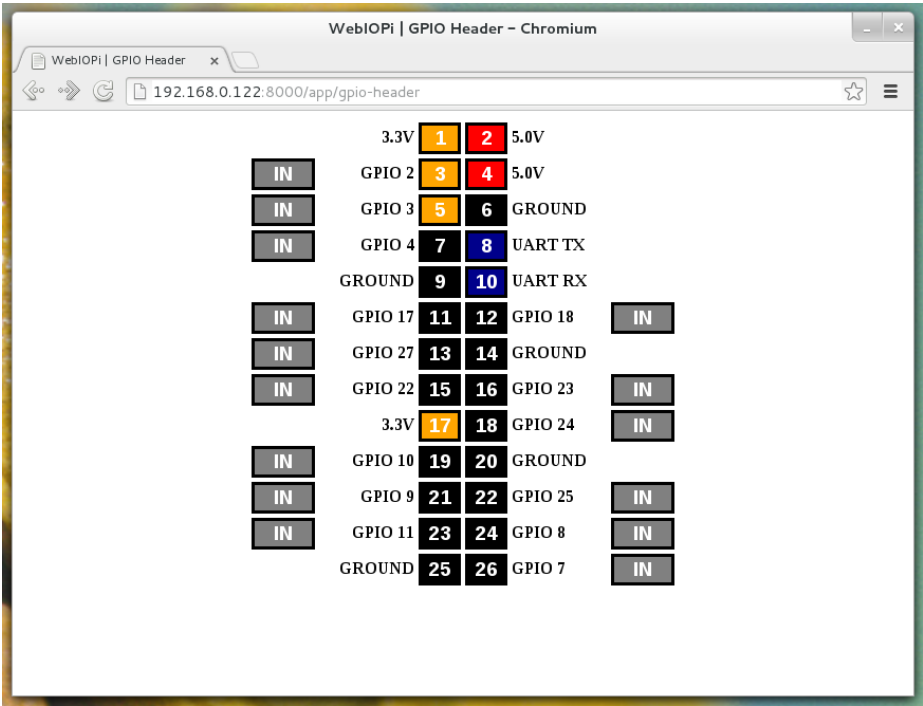 WebIOPi | GPIO Header – Chromium
WebIOPi | GPIO Header x
192.168.0.122:8000/app/gpio-header
3.3V 1 2 5.0V
IN GPIO 2 3 4 5.0V
IN GPIO 3 5 6 GROUND
IN GPIO 4 7 8 UART TX
GROUND 9 10 UART RX
IN GPIO 17 11 12 GPIO 18 IN
IN GPIO 27 13 14 GROUND
IN GPIO 22 15 16 GPIO 23 IN
3.3V 17 18 GPIO 24 IN
IN GPIO 10 19 20 GROUND
IN GPIO 9 21 22 GPIO 25 IN
IN GPIO 11 23 24 GPIO 8 IN
GROUND 25 26 GPIO 7 IN